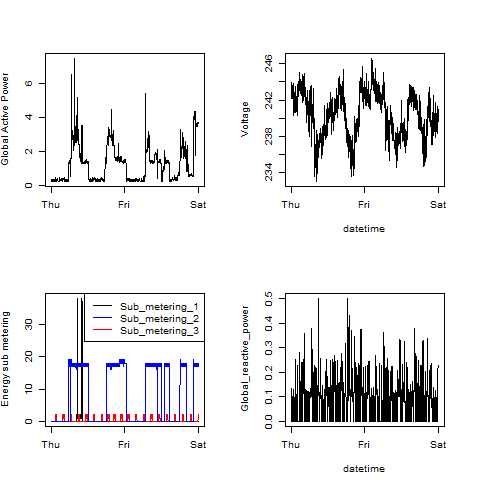 Global Active Power
0 2 4 6
Thu Fri Sat
Voltage
234 238 242 246
Thu Fri Sat
datetime
Energy sub metering
0 10 20 30
Sub_metering_1
Sub_metering_2
Sub_metering_3
Thu Fri Sat
Global_reactive_power
0.0 0.1 0.2 0.3 0.4 0.5
Thu Fri Sat
datetime